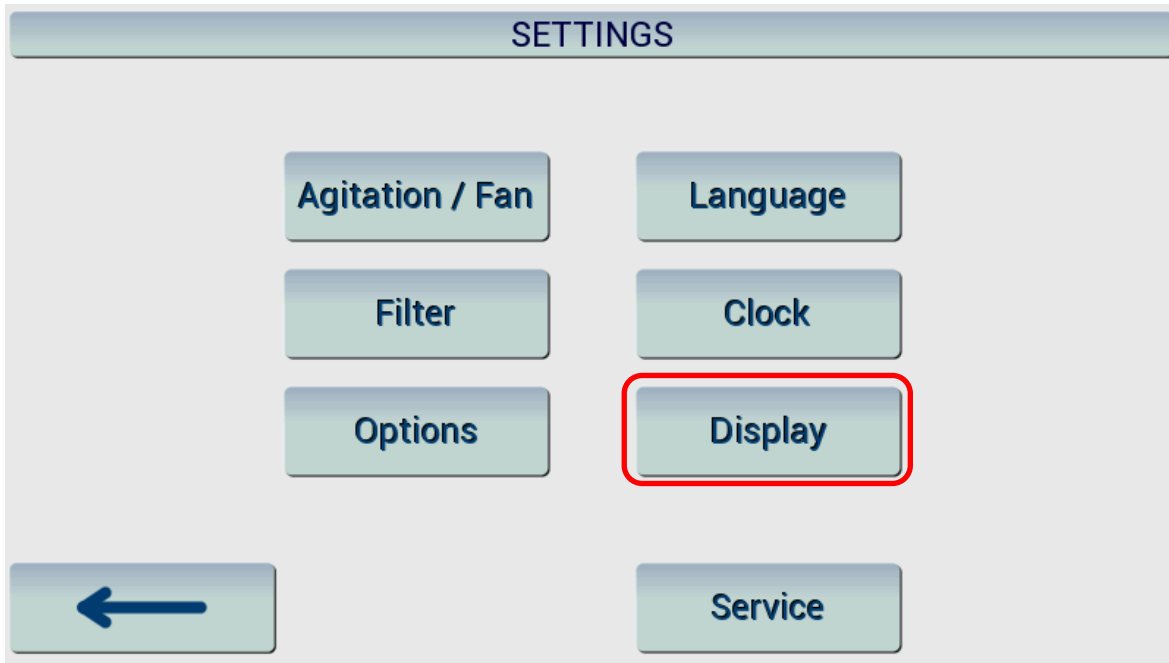 SETTINGS
Agitation / Fan
Language
Filter
Clock
Options
Display
Service